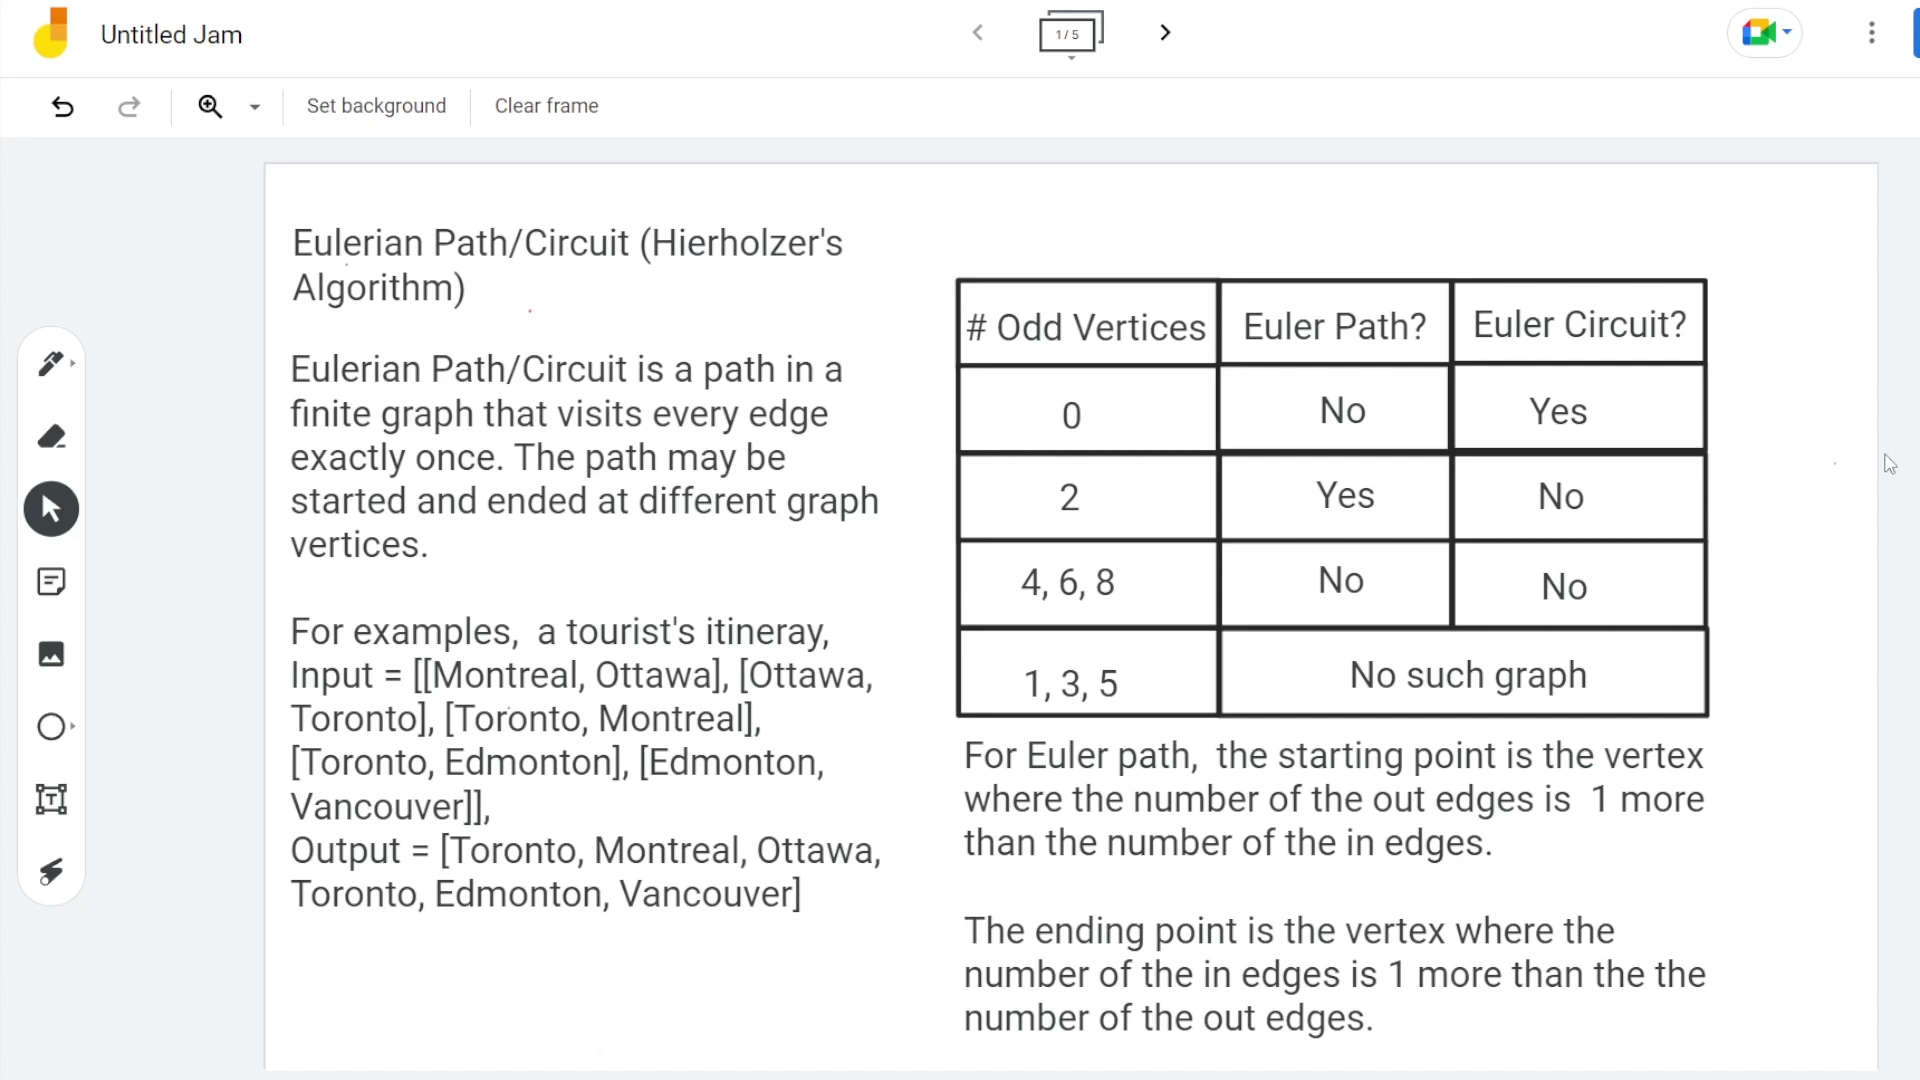 Untitled Jam
1 / 5
Set background
Clear frame
Eulerian Path/Circuit (Hierholzer's
Algorithm)
Eulerian Path/Circuit is a path in a
finite graph that visits every edge
exactly once. The path may be
started and ended at different graph
vertices.
For examples, a tourist's itineray,
Input = [[Montreal, Ottawa], [Ottawa,
Toronto], [Toronto, Montreal],
[Toronto, Edmonton], [Edmonton,
Vancouver]],
Output = [Toronto, Montreal, Ottawa,
Toronto, Edmonton, Vancouver]
# Odd Vertices Euler Path? Euler Circuit?
0 No Yes
2 Yes No
4, 6, 8 No No
1, 3, 5 No such graph
For Euler path, the starting point is the vertex
where the number of the out edges is 1 more
than the number of the in edges.
The ending point is the vertex where the
number of the in edges is 1 more than the the
number of the out edges.